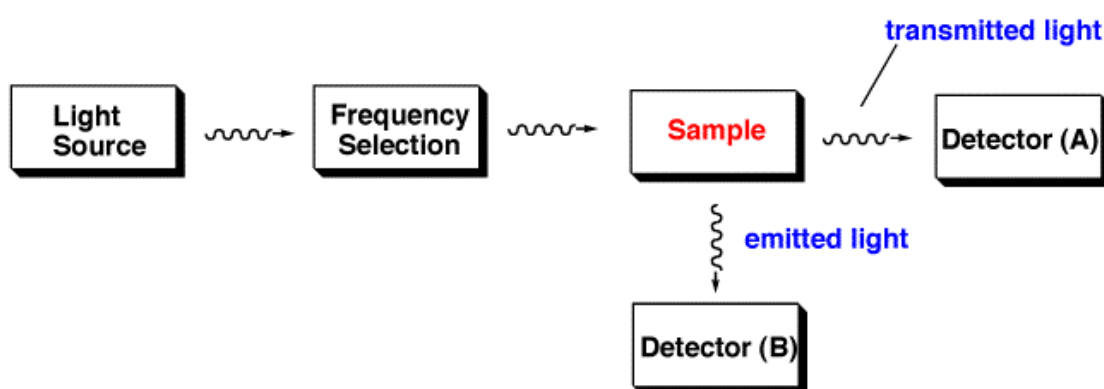 transmitted light
Light
Source
Frequency
Selection
Sample
Detector (A)
emitted light
Detector (B)